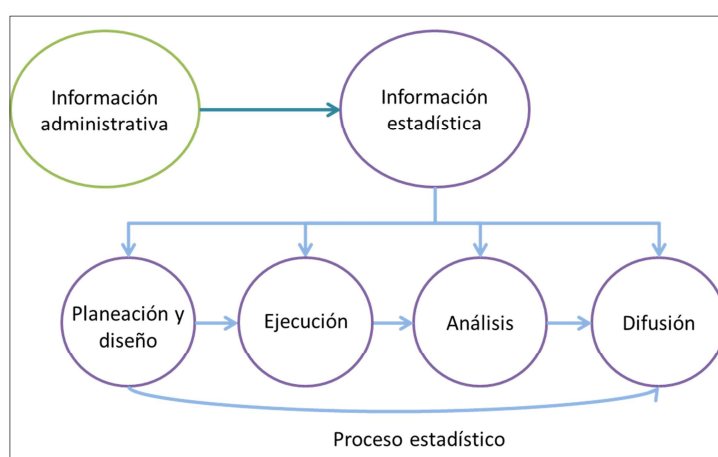 Información
administrativa
Información
estadística
Planeación y
diseño
Ejecución
Análisis
Difusión
Proceso estadístico